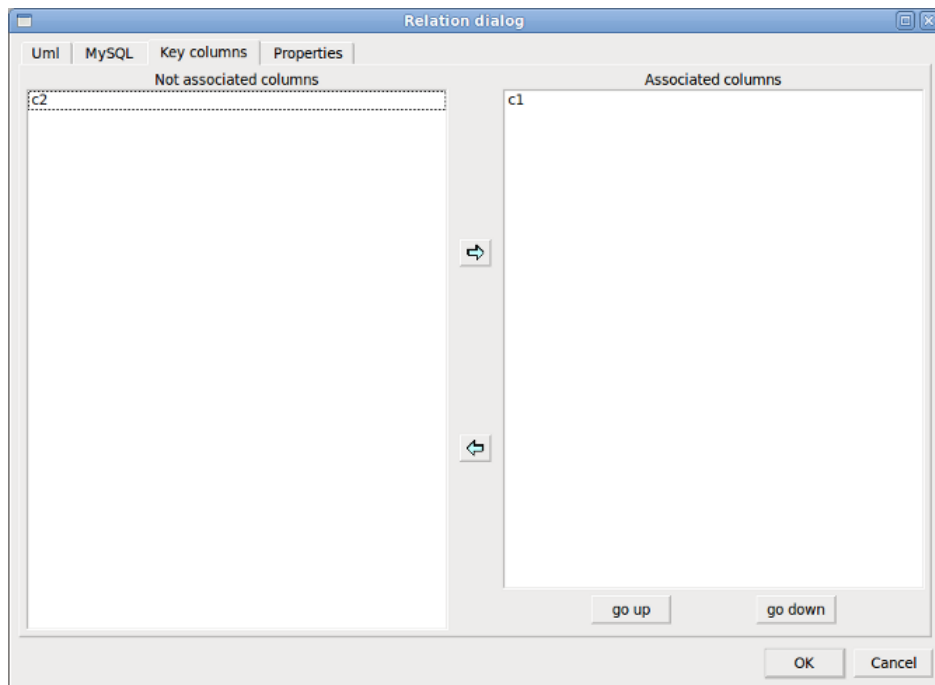 Relation dialog
Uml MySQL Key columns Properties
Not associated columns Associated columns
c2 c1
go up go down
OK Cancel